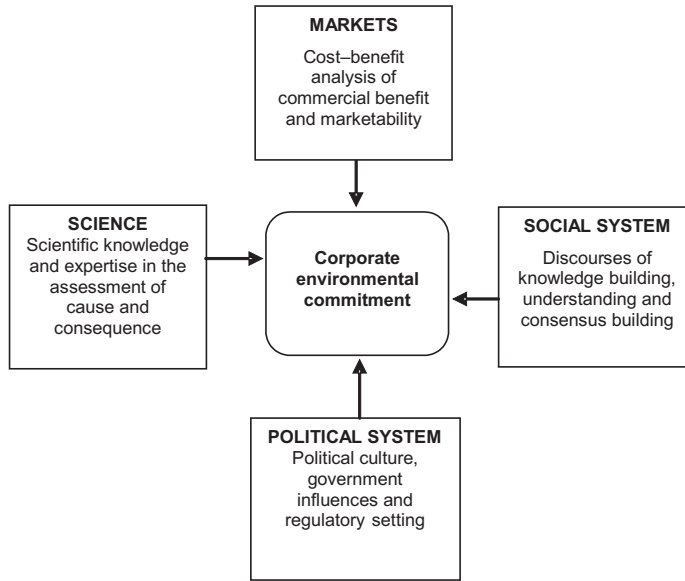 MARKETS
Cost–benefit
analysis of
commercial benefit
and marketability
SCIENCE
Scientific knowledge
and expertise in the
assessment of
cause and
consequence
Corporate
environmental
commitment
SOCIAL SYSTEM
Discourses of
knowledge building,
understanding and
consensus building
POLITICAL SYSTEM
Political culture,
government
influences and
regulatory setting